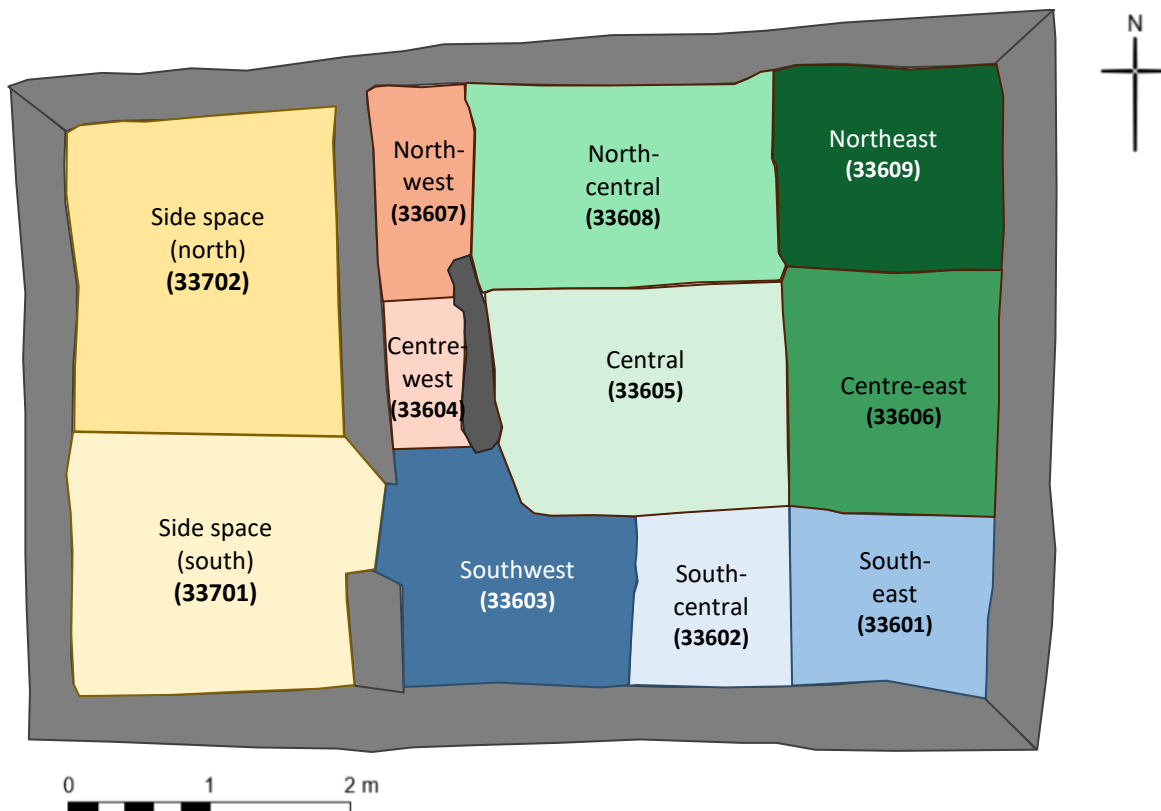 N
North-
west
(33607)
North-
central
(33608)
Northeast
(33609)
Side space
(north)
(33702)
Centre-
west
(33604)
Central
(33605)
Centre-east
(33606)
Side space
(south)
(33701)
Southwest
(33603)
South-
central
(33602)
South-
east
(33601)
0 1 2 m